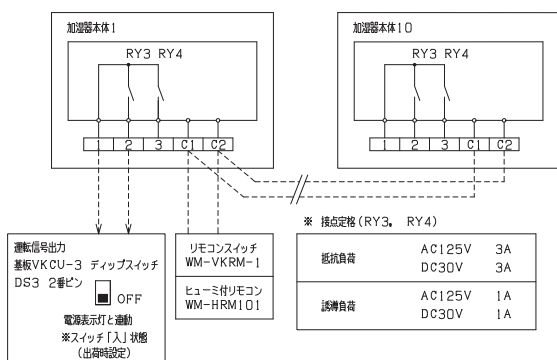 加湿器本体1
RY3 RY4
1 2 3 C1 C2
加湿器本体10
RY3 RY4
1 2 3 C1 C2
運転信号出力
基板VKCU-3 ディップスイッチ
DS3 2番ピン
OFF
電源表示灯と連動
※スイッチ「入」状態
(出荷時設定)
リモコンスイッチ
WM-VKRM-1
ヒューミ付リモコン
WM-HRM101
※ 接点定格(RY3, RY4)
抵抗負荷 AC125V 3A
DC30V 3A
誘導負荷 AC125V 1A
DC30V 1A